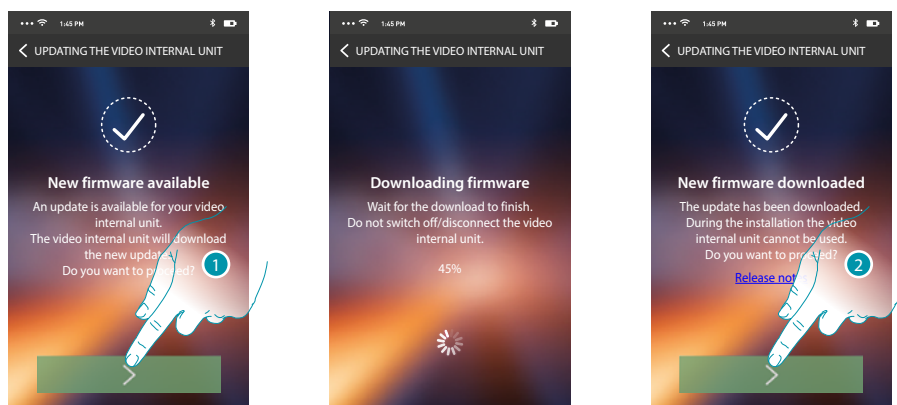 1:45 PM
UPDATING THE VIDEO INTERNAL UNIT
New firmware available
An update is available for your video
internal unit.
The video internal unit will download
the new update.
Do you want to proceed?
1
1:45 PM
UPDATING THE VIDEO INTERNAL UNIT
Downloading firmware
Wait for the download to finish.
Do not switch off/disconnect the video
internal unit.
45%
1:45 PM
UPDATING THE VIDEO INTERNAL UNIT
New firmware downloaded
The update has been downloaded.
During the installation the video
internal unit cannot be used.
Do you want to proceed?
2
Release not